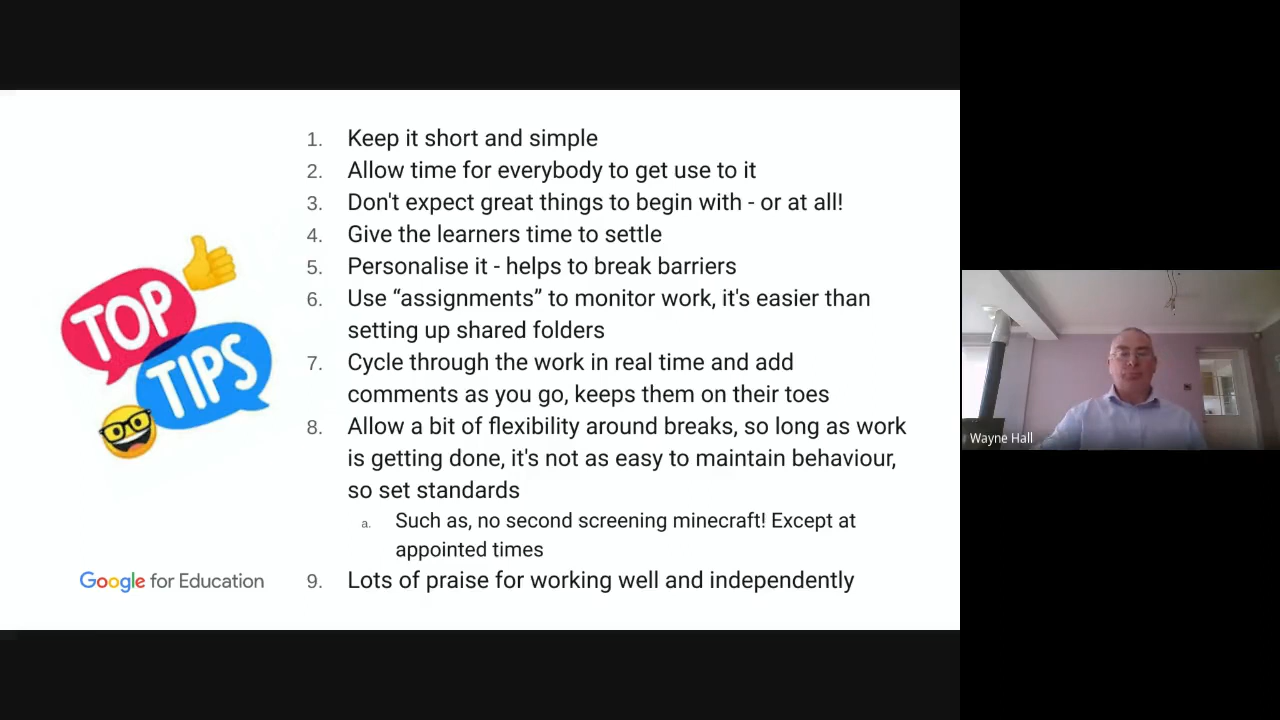 TOP
TIPS
1. Keep it short and simple
2. Allow time for everybody to get use to it
3. Don't expect great things to begin with - or at all!
4. Give the learners time to settle
5. Personalise it - helps to break barriers
6. Use “assignments” to monitor work, it's easier than
setting up shared folders
7. Cycle through the work in real time and add
comments as you go, keeps them on their toes
8. Allow a bit of flexibility around breaks, so long as work
is getting done, it's not as easy to maintain behaviour,
so set standards
a. Such as, no second screening minecraft! Except at
appointed times
9. Lots of praise for working well and independently
Google for Education
Wayne Hall